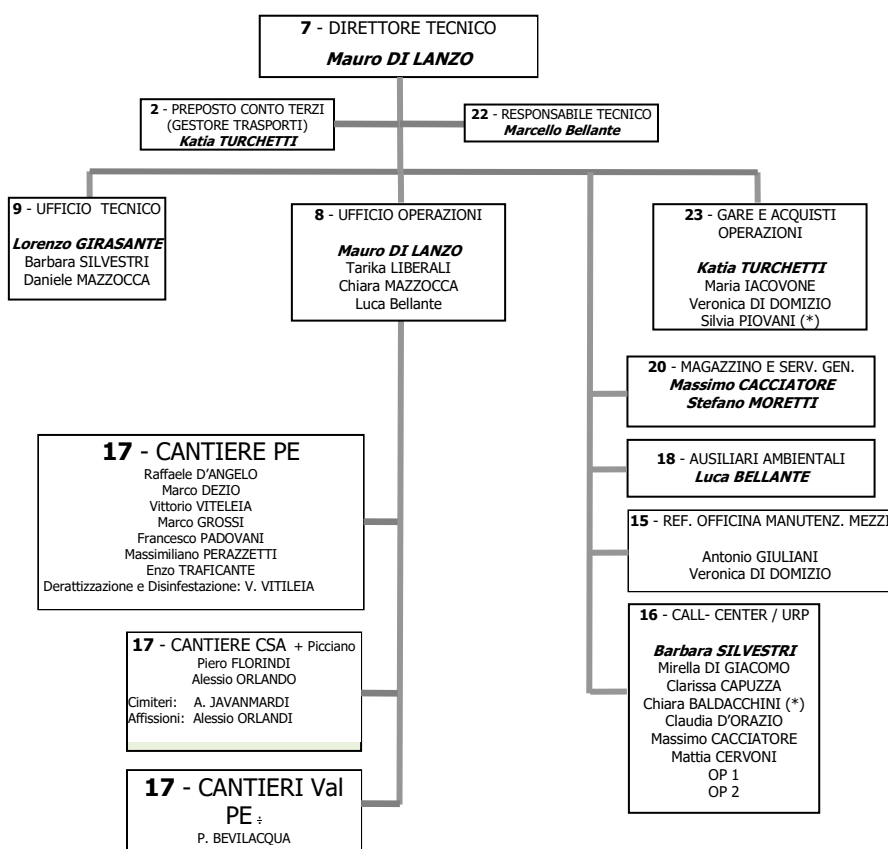 7 - DIRETTORE TECNICO
Mauro DI LANZO
2 - PREPOSTO CONTO TERZI
(GESTORE TRASPORTI)
Katia TURCHETTI
22 - RESPONSABILE TECNICO
Marcello Bellante
9 - UFFICIO TECNICO
Lorenzo GIRASANTE
Barbara SILVESTRI
Daniele MAZZOCCA
8 - UFFICIO OPERAZIONI
Mauro DI LANZO
Tarika LIBERALI
Chiara MAZZOCCA
Luca Bellante
23 - GARE E ACQUISTI
OPERAZIONI
Katia TURCHETTI
Maria IACOVONE
Veronica DI DOMIZIO
Silvia PIOVANI (*)
20 - MAGAZZINO E SERV. GEN.
Massimo CACCIATORE
Stefano MORETTI
17 - CANTIERE PE
Raffaele D'ANGELO
Marco DEZIO
Vittorio VITELEIA
Marco GROSSI
Francesco PADOVANI
Massimiliano PERAZZETTI
Enzo TRAFICANTE
Derattizzazione e Disinfestazione: V. VITILEIA
18 - AUSILIARI AMBIENTALI
Luca BELLANTE
15 - REF. OFFICINA MANUTENZ. MEZZI
Antonio GIULIANI
Veronica DI DOMIZIO
16 - CALL- CENTER / URP
Barbara SILVESTRI
Mirella DI GIACOMO
Clarissa CAPUZZA
Chiara BALDACCHINI (*)
Claudia D'ORAZIO
Massimo CACCIATORE
Mattia CERVONI
OP 1
OP 2
17 - CANTIERE CSA + Picciano
Piero FLORINDI
Alessio ORLANDO
Cimiteri: A. JAVANMARDI
Affissioni: Alessio ORLANDI
17 - CANTIERI Val
PE ÷
P. BEVILACQUA